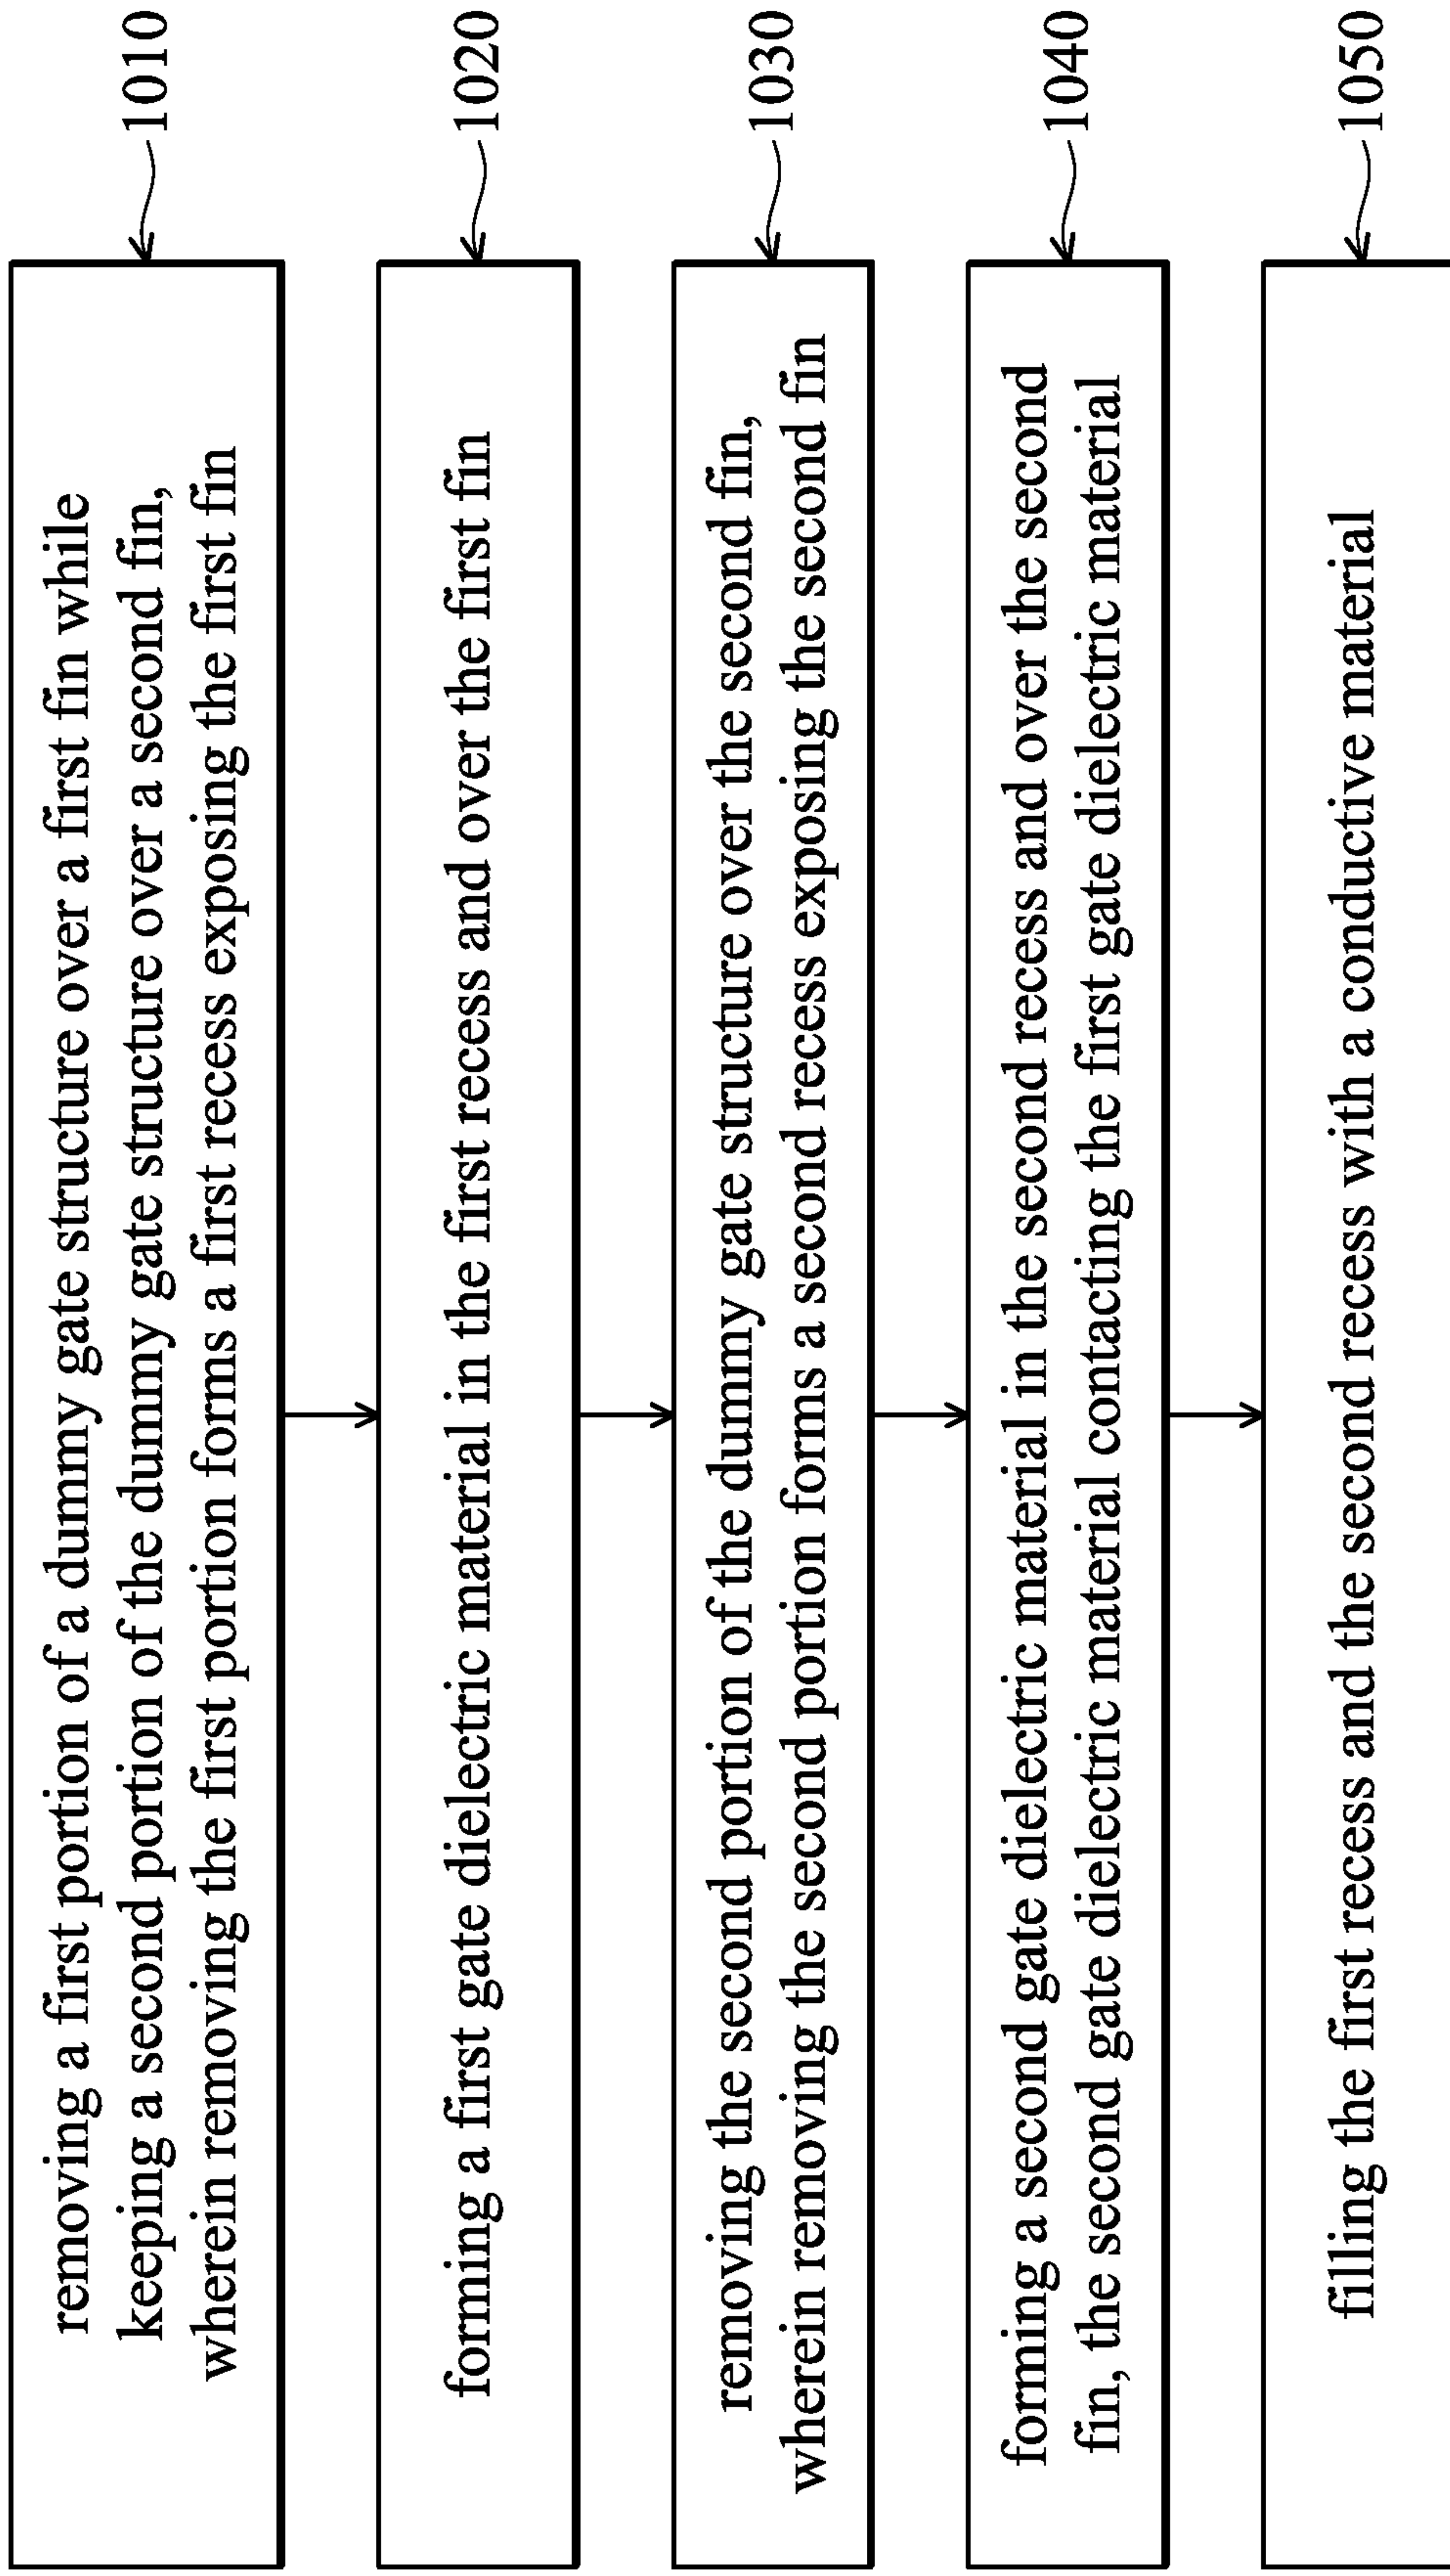 removing a first portion of a dummy gate structure over a first fin while
keeping a second portion of the dummy gate structure over a second fin,
wherein removing the first portion forms a first recess exposing the first fin
1010
forming a first gate dielectric material in the first recess and over the first fin
1020
removing the second portion of the dummy gate structure over the second fin,
wherein removing the second portion forms a second recess exposing the second fin
1030
forming a second gate dielectric material in the second recess and over the second
fin, the second gate dielectric material contacting the first gate dielectric material
1040
filling the first recess and the second recess with a conductive material
1050